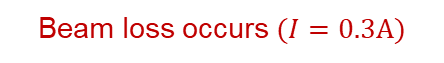 Beam loss occurs (I = 0.3A)